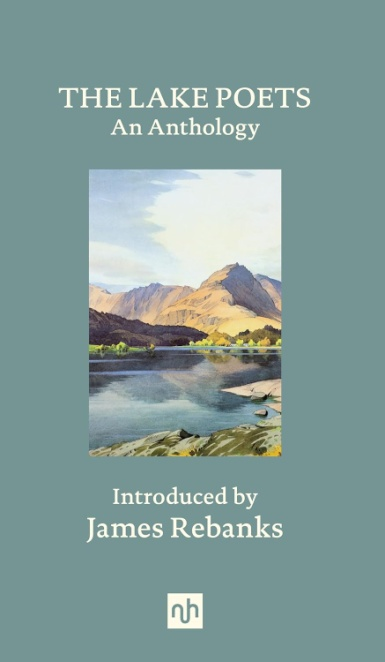 THE LAKE POETS
An Anthology
Introduced by
James Rebanks
nh